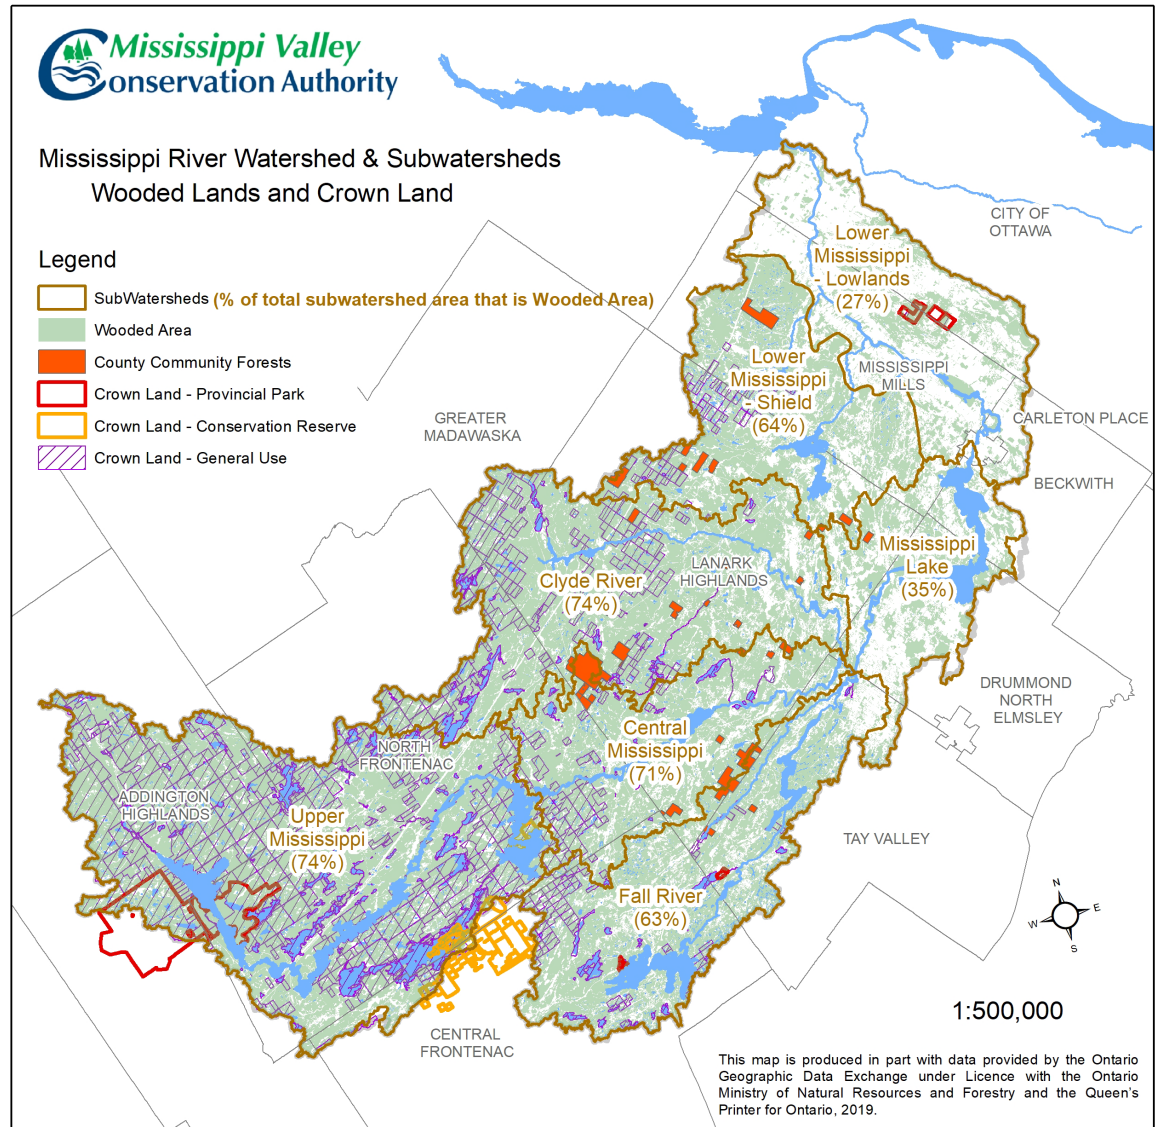 Mississippi Valley
Conservation Authority
Mississippi River Watershed & Subwatersheds
Wooded Lands and Crown Land
Legend
SubWatersheds (% of total subwatershed area that is Wooded Area)
Wooded Area
County Community Forests
Crown Land - Provincial Park
Crown Land - Conservation Reserve
Crown Land - General Use
CITY OF
OTTAWA
Lower
Mississippi
- Lowlands
(27%)
Lower
Mississippi
- Shield
(64%)
MISSISSIPPI
MILLS
GREATER
MADAWASKA
CARLETON PLACE
BECKWITH
Mississippi
Lake
(35%)
LANARK
HIGHLANDS
Clyde River
(74%)
DRUMMOND
NORTH
ELMSLEY
Central
Mississippi
(71%)
NORTH
FRONTENAC
ADDINGTON
HIGHLANDS
Upper
Mississippi
(74%)
TAY VALLEY
Fall River
(63%)
N
W
E
S
1:500,000
CENTRAL
FRONTENAC
This map is produced in part with data provided by the Ontario
Geographic Data Exchange under Licence with the Ontario
Ministry of Natural Resources and Forestry and the Queen's
Printer for Ontario, 2019.